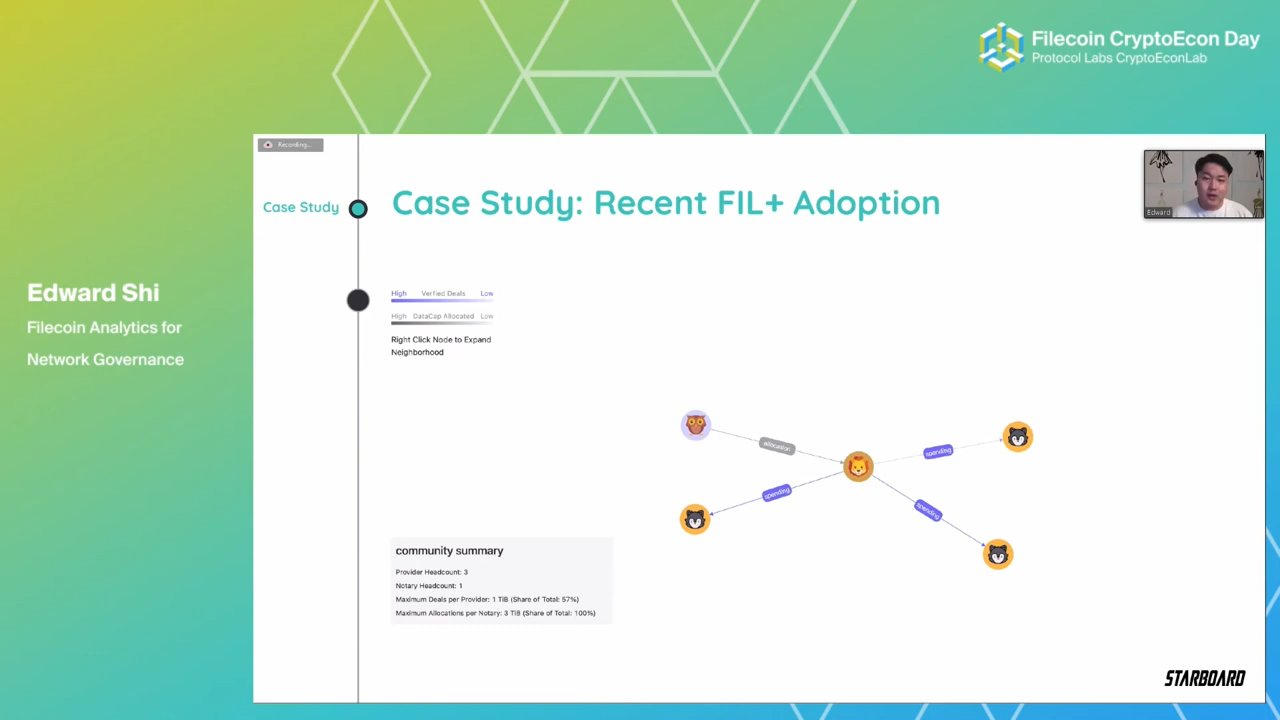 Filecoin CryptoEcon Day
Protocol Labs CryptoEconLab
Recording...
Case Study
Case Study: Recent FIL+ Adoption
Edward
Edward Shi
Filecoin Analytics for
Network Governance
High Verfied Deals Low
High DataCap Allocated Low
Right Click Node to Expand
Neighborhood
allocation
spending
spending
spending
community summary
Provider Headcount: 3
Notary Headcount: 1
Maximum Deals per Provider: 1 TiB (Share of Total: 57%)
Maximum Allocations per Notary: 3 TiB (Share of Total: 100%)
STARBOARD